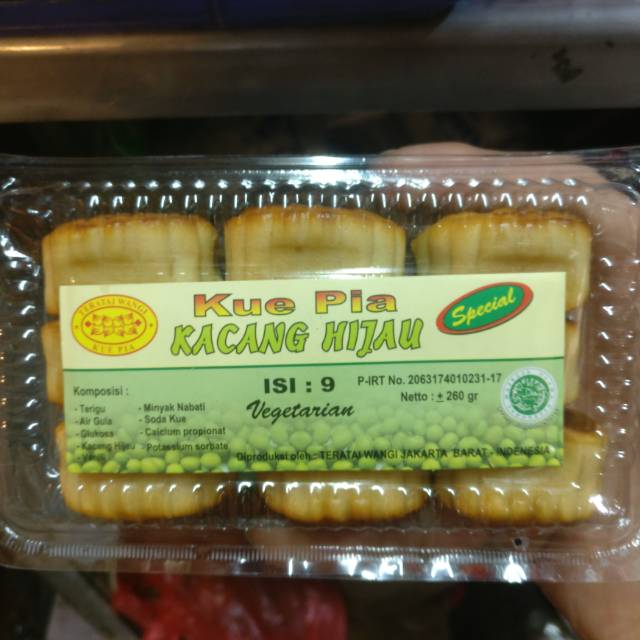 TERATAI WANGI
KUE PIA
Kue Pia
KACANG HIJAU
Special
ISI : 9
Vegetarian
P-IRT No. 2063174010231-17
Netto : ± 260 gr
Komposisi :
- Terigu
- Air Gula
- Glukosa
- Kacang Hijau
- Minyak Nabati
- Soda Kue
- Calcium propionat
- Potassium sorbate
Diproduksi oleh : TERATAI WANGI JAKARTA BARAT - INDENESIA